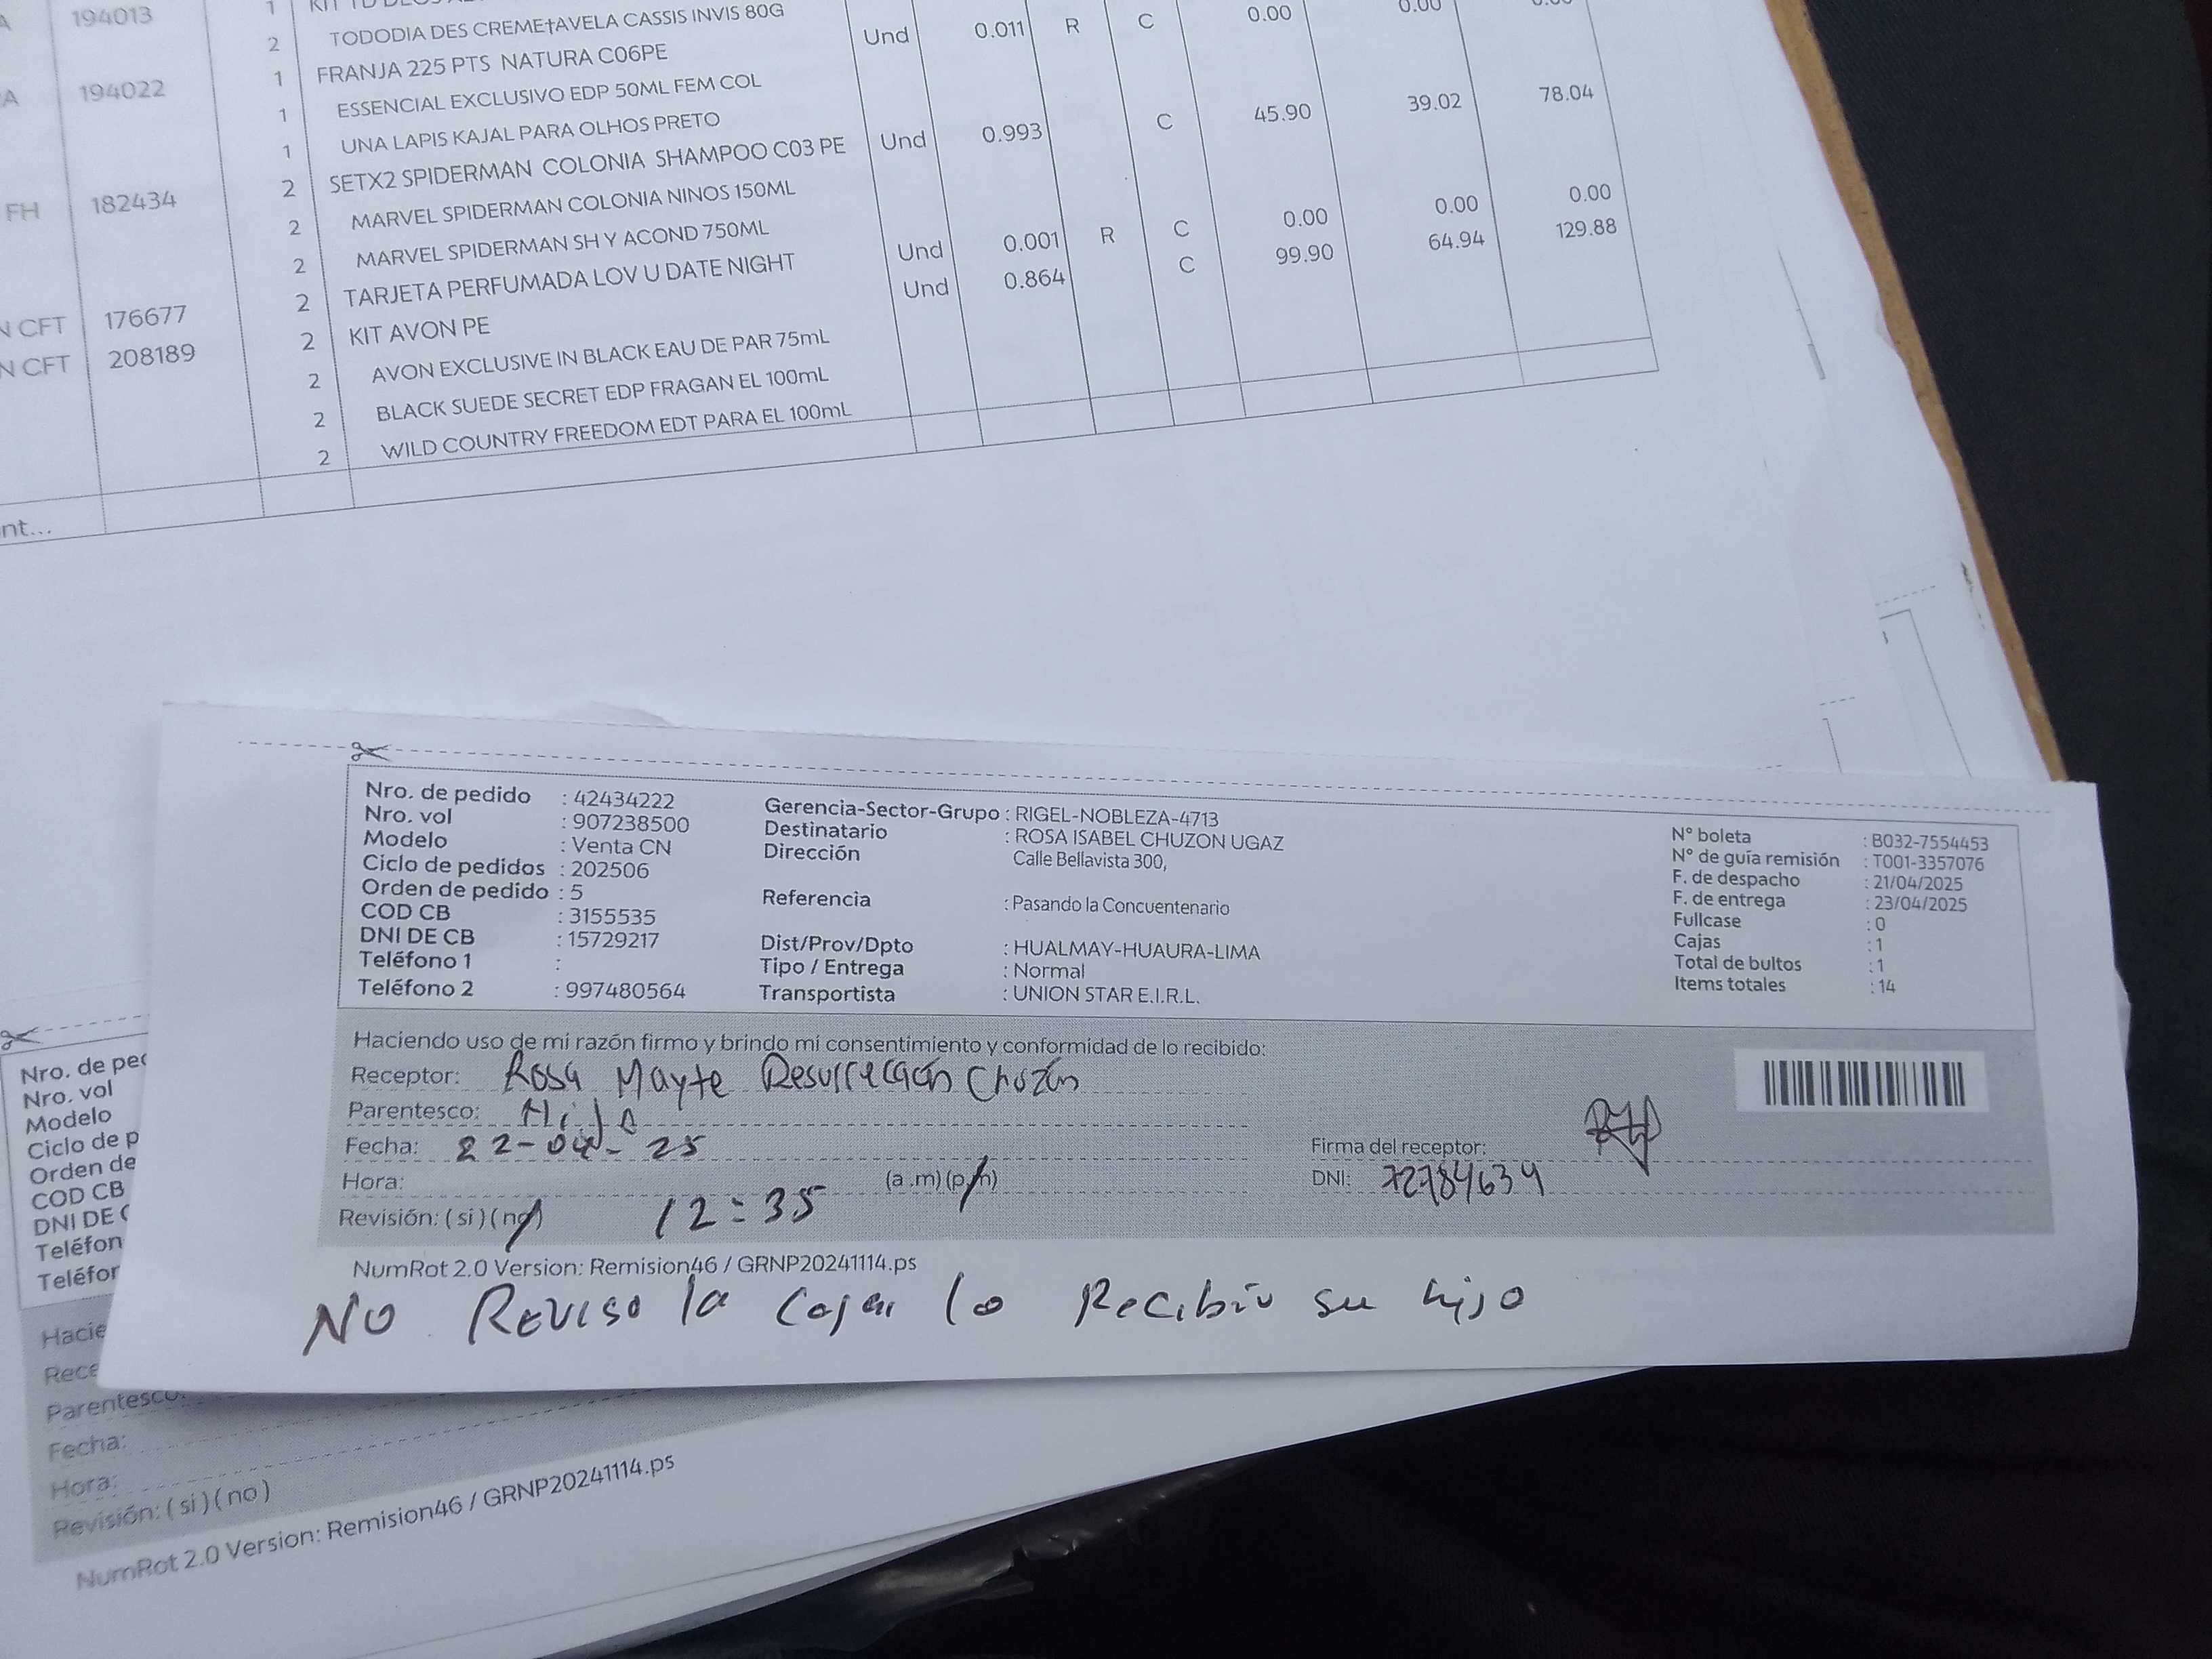 194013
1
2 TODODIA DES CREME†AVELA CASSIS INVIS 80G
1 FRANJA 225 PTS NATURA C06PE Und 0.011 R C 0.00 0.00
A 194022
1 ESSENCIAL EXCLUSIVO EDP 50ML FEM COL
1 UNA LAPIS KAJAL PARA OLHOS PRETO
FH 182434 2 SETX2 SPIDERMAN COLONIA SHAMPOO C03 PE Und 0.993 C 45.90 39.02 78.04
2 MARVEL SPIDERMAN COLONIA NINOS 150ML
2 MARVEL SPIDERMAN SH Y ACOND 750ML
N CFT 176677 2 TARJETA PERFUMADA LOV U DATE NIGHT Und 0.001 R C 0.00 0.00 0.00
N CFT 208189 2 KIT AVON PE Und 0.864 C 99.90 64.94 129.88
2 AVON EXCLUSIVE IN BLACK EAU DE PAR 75mL
2 BLACK SUEDE SECRET EDP FRAGAN EL 100mL
2 WILD COUNTRY FREEDOM EDT PARA EL 100mL
nt...
Nro. de pedido : 42434222
Nro. vol : 907238500
Modelo : Venta CN
Ciclo de pedidos : 202506
Orden de pedido : 5
COD CB : 3155535
DNI DE CB : 15729217
Teléfono 1 :
Teléfono 2 : 997480564
Gerencia-Sector-Grupo : RIGEL-NOBLEZA-4713
Destinatario : ROSA ISABEL CHUZON UGAZ
Dirección Calle Bellavista 300,
Referencia : Pasando la Concuentenario
Dist/Prov/Dpto : HUALMAY-HUAURA-LIMA
Tipo / Entrega : Normal
Transportista : UNION STAR E.I.R.L.
N° boleta : B032-7554453
N° de guía remisión : T001-3357076
F. de despacho : 21/04/2025
F. de entrega : 23/04/2025
Fullcase : 0
Cajas : 1
Total de bultos : 1
Items totales : 14
Haciendo uso de mi razón firmo y brindo mi consentimiento y conformidad de lo recibido:
Receptor: Rosa Mayte Resurrección Chuzón
Parentesco: Hija
Fecha: 22-04-25
Hora: 12:35 (a.m) (p.m)
Revisión: (si) (no)
Firma del receptor:
DNI: 72784634
NumRot 2.0 Version: Remision46 / GRNP20241114.ps
NO Reviso la Caja lo Recibio su hijo
Nro. de pe
Nro. vol
Modelo
Ciclo de p
Orden de
COD CB
DNI DE
Teléfon
Teléfor
Hacie
Rece
Parentesco:
Fecha:
Hora:
Revisión: (si) (no)
NumRot 2.0 Version: Remision46 / GRNP20241114.ps